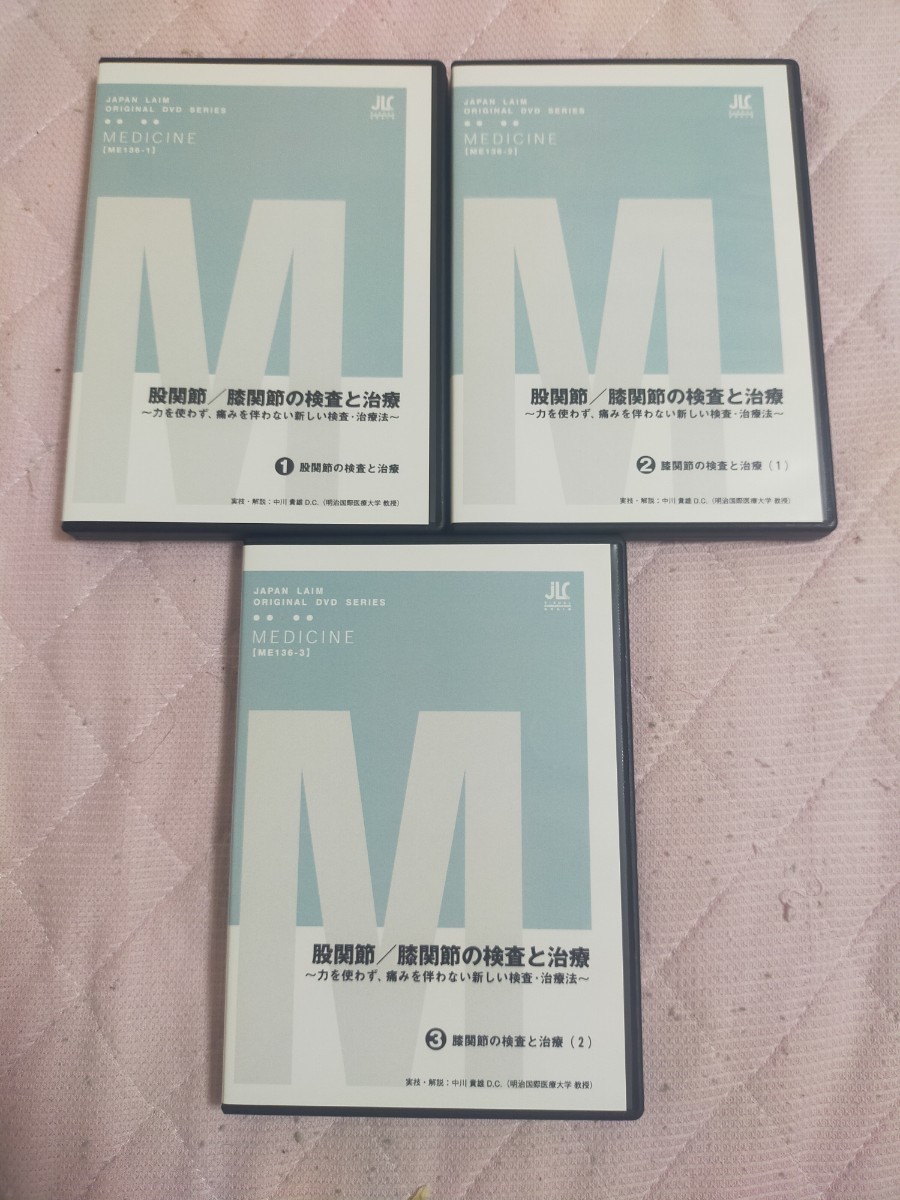 JAPAN LAIM
ORIGINAL DVD SERIES
MEDICINE
[ME136-1]
JLC
股関節／膝関節の検査と治療
〜力を使わず、痛みを伴わない新しい検査・治療法〜
❶ 股関節の検査と治療
実技・解説：中川 貴雄 D.C.（明治国際医療大学 教授）
JAPAN LAIM
ORIGINAL DVD SERIES
MEDICINE
[ME136-2]
JLC
股関節／膝関節の検査と治療
〜力を使わず、痛みを伴わない新しい検査・治療法〜
❷ 膝関節の検査と治療（1）
実技・解説：中川 貴雄 D.C.（明治国際医療大学 教授）
JAPAN LAIM
ORIGINAL DVD SERIES
MEDICINE
[ME136-3]
JLC
M
股関節／膝関節の検査と治療
〜力を使わず、痛みを伴わない新しい検査・治療法〜
❸ 膝関節の検査と治療（2）
実技・解説：中川 貴雄 D.C.（明治国際医療大学 教授）